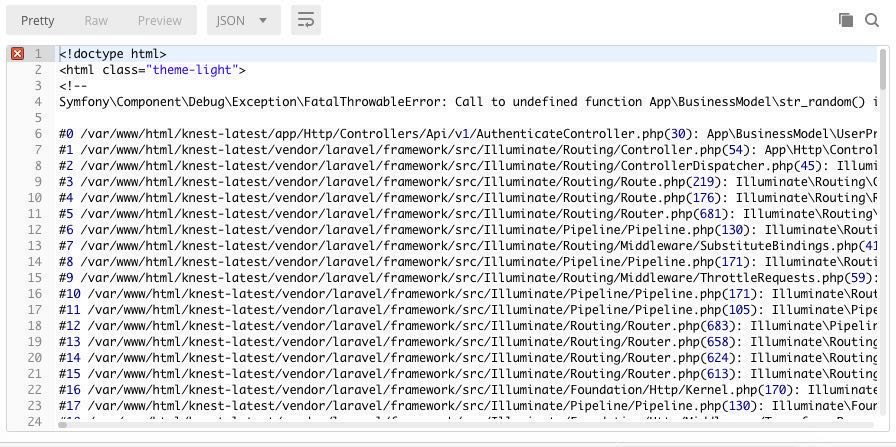 Pretty Raw Preview JSON
1 <!doctype html>
2 <html class="theme-light">
3 <!--
4 Symfony\Component\Debug\Exception\FatalThrowableError: Call to undefined function App\BusinessModel\str_random() i
5
6 #0 /var/www/html/knest-latest/app/Http/Controllers/Api/v1/AuthenticateController.php(30): App\BusinessModel\UserPr
7 #1 /var/www/html/knest-latest/vendor/laravel/framework/src/Illuminate/Routing/Controller.php(54): App\Http\Control
8 #2 /var/www/html/knest-latest/vendor/laravel/framework/src/Illuminate/Routing/ControllerDispatcher.php(45): Illumi
9 #3 /var/www/html/knest-latest/vendor/laravel/framework/src/Illuminate/Routing/Route.php(219): Illuminate\Routing\C
10 #4 /var/www/html/knest-latest/vendor/laravel/framework/src/Illuminate/Routing/Route.php(176): Illuminate\Routing\R
11 #5 /var/www/html/knest-latest/vendor/laravel/framework/src/Illuminate/Routing/Router.php(681): Illuminate\Routing\
12 #6 /var/www/html/knest-latest/vendor/laravel/framework/src/Illuminate/Pipeline/Pipeline.php(130): Illuminate\Routi
13 #7 /var/www/html/knest-latest/vendor/laravel/framework/src/Illuminate/Routing/Middleware/SubstituteBindings.php(41
14 #8 /var/www/html/knest-latest/vendor/laravel/framework/src/Illuminate/Pipeline/Pipeline.php(171): Illuminate\Routi
15 #9 /var/www/html/knest-latest/vendor/laravel/framework/src/Illuminate/Routing/Middleware/ThrottleRequests.php(59):
16 #10 /var/www/html/knest-latest/vendor/laravel/framework/src/Illuminate/Pipeline/Pipeline.php(171): Illuminate\Rout
17 #11 /var/www/html/knest-latest/vendor/laravel/framework/src/Illuminate/Pipeline/Pipeline.php(105): Illuminate\Pipe
18 #12 /var/www/html/knest-latest/vendor/laravel/framework/src/Illuminate/Routing/Router.php(683): Illuminate\Pipelin
19 #13 /var/www/html/knest-latest/vendor/laravel/framework/src/Illuminate/Routing/Router.php(658): Illuminate\Routing
20 #14 /var/www/html/knest-latest/vendor/laravel/framework/src/Illuminate/Routing/Router.php(624): Illuminate\Routing
21 #15 /var/www/html/knest-latest/vendor/laravel/framework/src/Illuminate/Routing/Router.php(613): Illuminate\Routing
22 #16 /var/www/html/knest-latest/vendor/laravel/framework/src/Illuminate/Foundation/Http/Kernel.php(170): Illuminate
23 #17 /var/www/html/knest-latest/vendor/laravel/framework/src/Illuminate/Pipeline/Pipeline.php(130): Illuminate\Foun
24